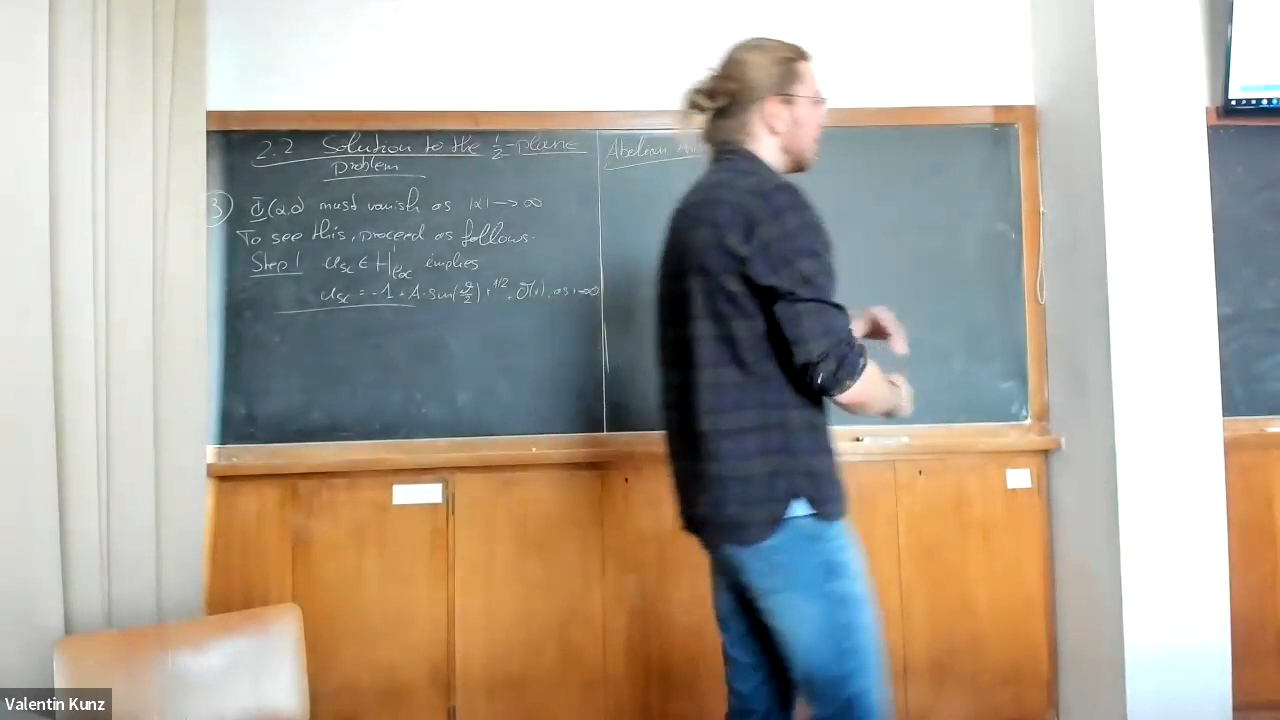 2.2 Solution to the 1/2-plane
problem
3 Φ(α,0) must vanish as |α| → ∞
To see this, proceed as follows.
Step 1 u_sc ∈ H¹_loc implies
u_sc = -1 + A · sin(ϑ/2) r^{1/2} + O(r), as r→0
Abelian
Valentin Kunz